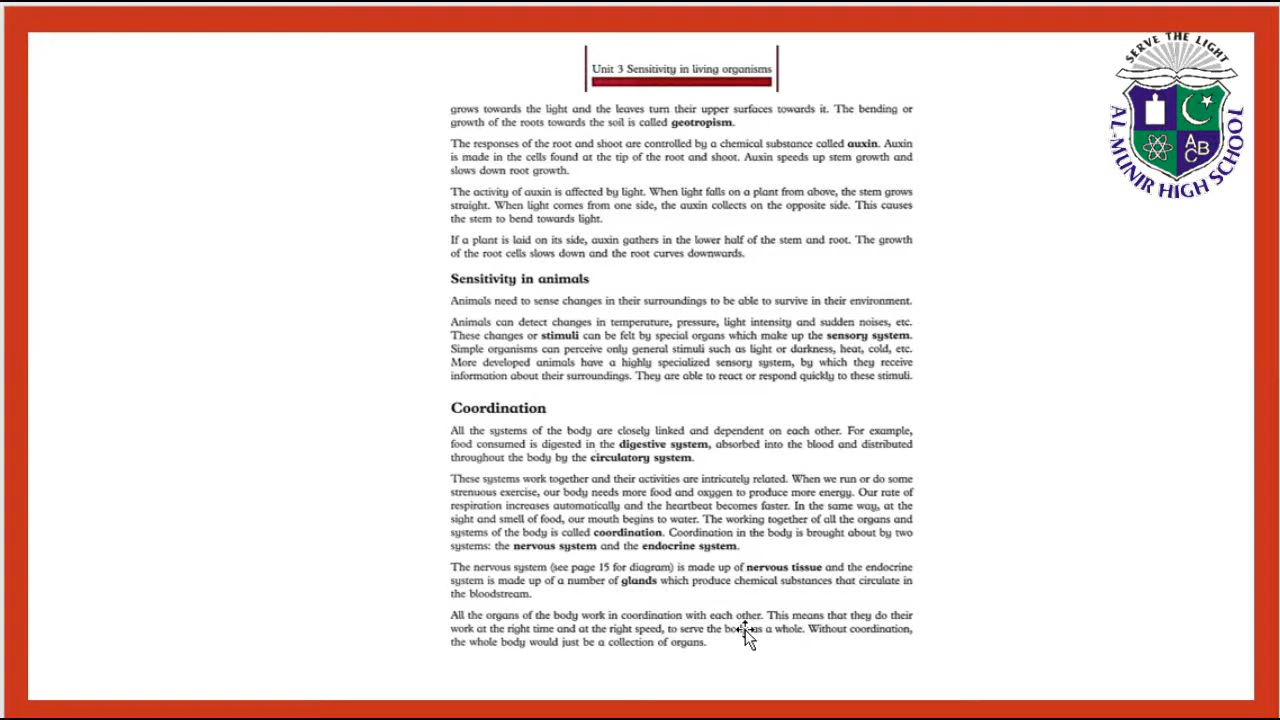 SERVE THE LIGHT
AL-MUNIR HIGH SCHOOL
A
B
C
Unit 3 Sensitivity in living organisms
grows towards the light and the leaves turn their upper surfaces towards it. The bending or
growth of the roots towards the soil is called geotropism.
The responses of the root and shoot are controlled by a chemical substance called auxin. Auxin
is made in the cells found at the tip of the root and shoot. Auxin speeds up stem growth and
slows down root growth.
The activity of auxin is affected by light. When light falls on a plant from above, the stem grows
straight. When light comes from one side, the auxin collects on the opposite side. This causes
the stem to bend towards light.
If a plant is laid on its side, auxin gathers in the lower half of the stem and root. The growth
of the root cells slows down and the root curves downwards.
Sensitivity in animals
Animals need to sense changes in their surroundings to be able to survive in their environment.
Animals can detect changes in temperature, pressure, light intensity and sudden noises, etc.
These changes or stimuli can be felt by special organs which make up the sensory system.
Simple organisms can perceive only general stimuli such as light or darkness, heat, cold, etc.
More developed animals have a highly specialized sensory system, by which they receive
information about their surroundings. They are able to react or respond quickly to these stimuli.
Coordination
All the systems of the body are closely linked and dependent on each other. For example,
food consumed is digested in the digestive system, absorbed into the blood and distributed
throughout the body by the circulatory system.
These systems work together and their activities are intricately related. When we run or do some
strenuous exercise, our body needs more food and oxygen to produce more energy. Our rate of
respiration increases automatically and the heartbeat becomes faster. In the same way, at the
sight and smell of food, our mouth begins to water. The working together of all the organs and
systems of the body is called coordination. Coordination in the body is brought about by two
systems: the nervous system and the endocrine system.
The nervous system (see page 15 for diagram) is made up of nervous tissue and the endocrine
system is made up of a number of glands which produce chemical substances that circulate in
the bloodstream.
All the organs of the body work in coordination with each other. This means that they do their
work at the right time and at the right speed, to serve the body as a whole. Without coordination,
the whole body would just be a collection of organs.